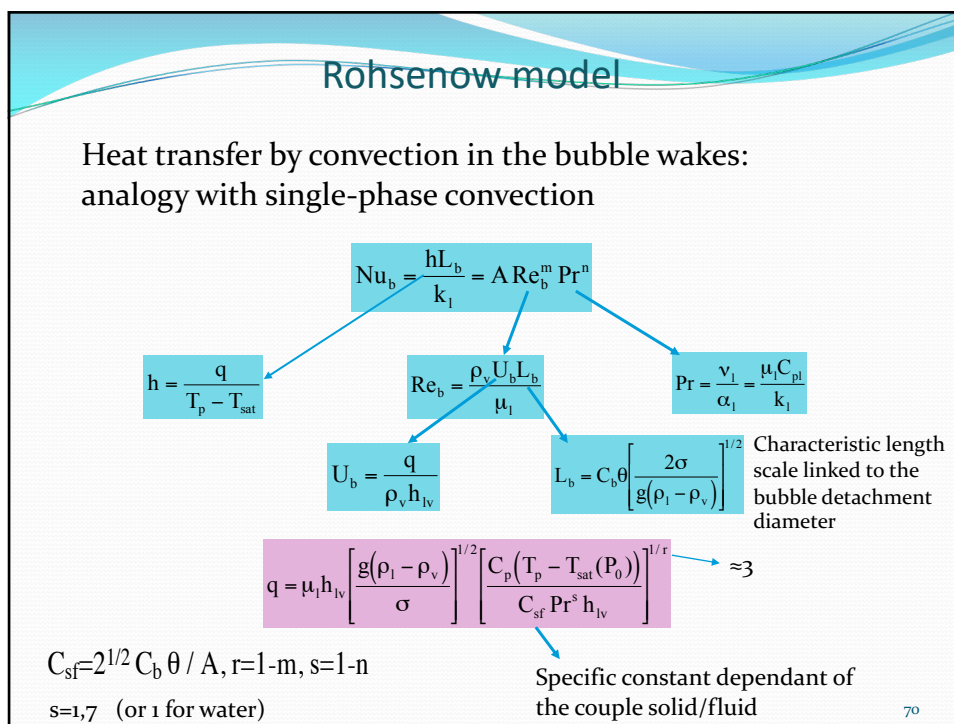 Rohsenow model
Heat transfer by convection in the bubble wakes:
analogy with single-phase convection
Nu_b = hL_b / k_l = A Re_b^m Pr^n
h = q / (T_p − T_sat)
Re_b = ρ_v U_b L_b / μ_l
Pr = ν_l / α_l = μ_l C_pl / k_l
U_b = q / (ρ_v h_lv)
L_b = C_b θ [2σ / (g(ρ_l − ρ_v))]^1/2
Characteristic length
scale linked to the
bubble detachment
diameter
q = μ_l h_lv [g(ρ_l − ρ_v) / σ]^1/2 [C_p(T_p − T_sat(P_0)) / (C_sf Pr^s h_lv)]^1/r
≈3
C_sf=2^1/2 C_b θ / A, r=1-m, s=1-n
s=1,7 (or 1 for water)
Specific constant dependant of
the couple solid/fluid
70